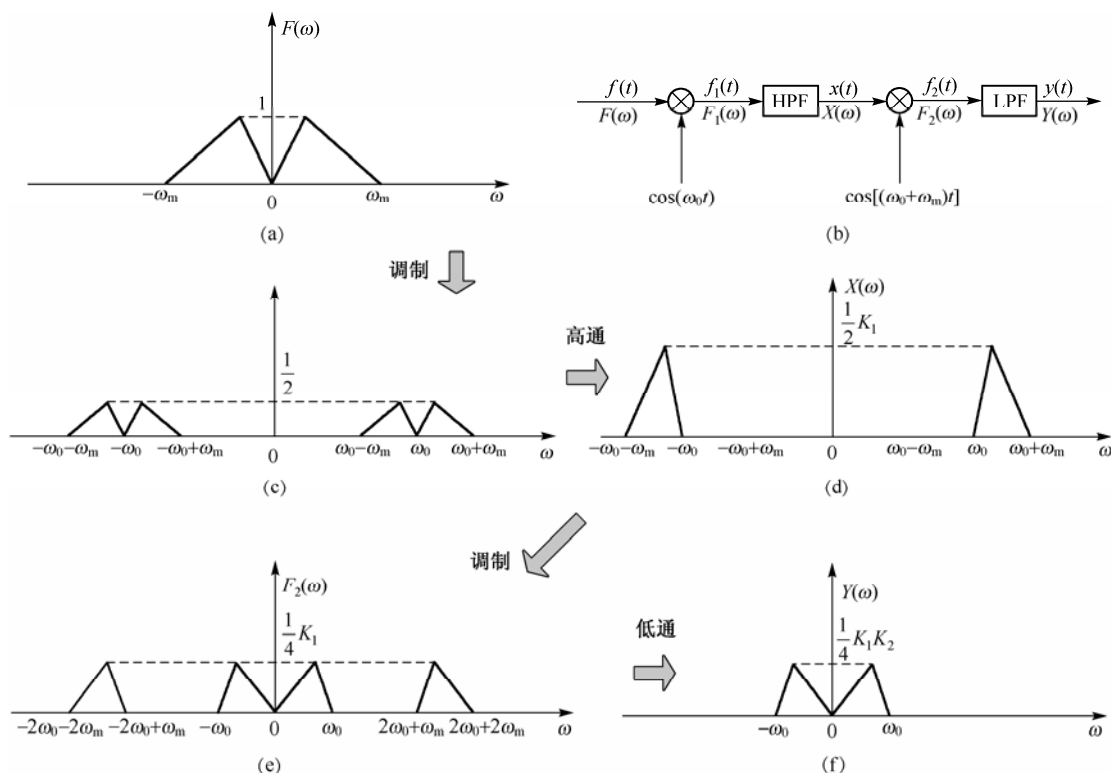 F(ω)
1
−ωm 0 ωm ω
(a)
f(t) f1(t) x(t) f2(t) y(t)
HPF LPF
F(ω) F1(ω) X(ω) F2(ω) Y(ω)
cos(ω0t) cos[(ω0+ωm)t]
(b)
调制
1/2
−ω0−ωm −ω0 −ω0+ωm 0 ω0−ωm ω0 ω0+ωm ω
(c)
高通
X(ω)
1/2 K1
−ω0−ωm −ω0 −ω0+ωm 0 ω0−ωm ω0 ω0+ωm ω
(d)
调制
F2(ω)
1/4 K1
−2ω0−2ωm −2ω0+ωm −ω0 0 ω0 2ω0+ωm 2ω0+2ωm ω
(e)
低通
Y(ω)
1/4 K1K2
−ω0 0 ω0 ω
(f)